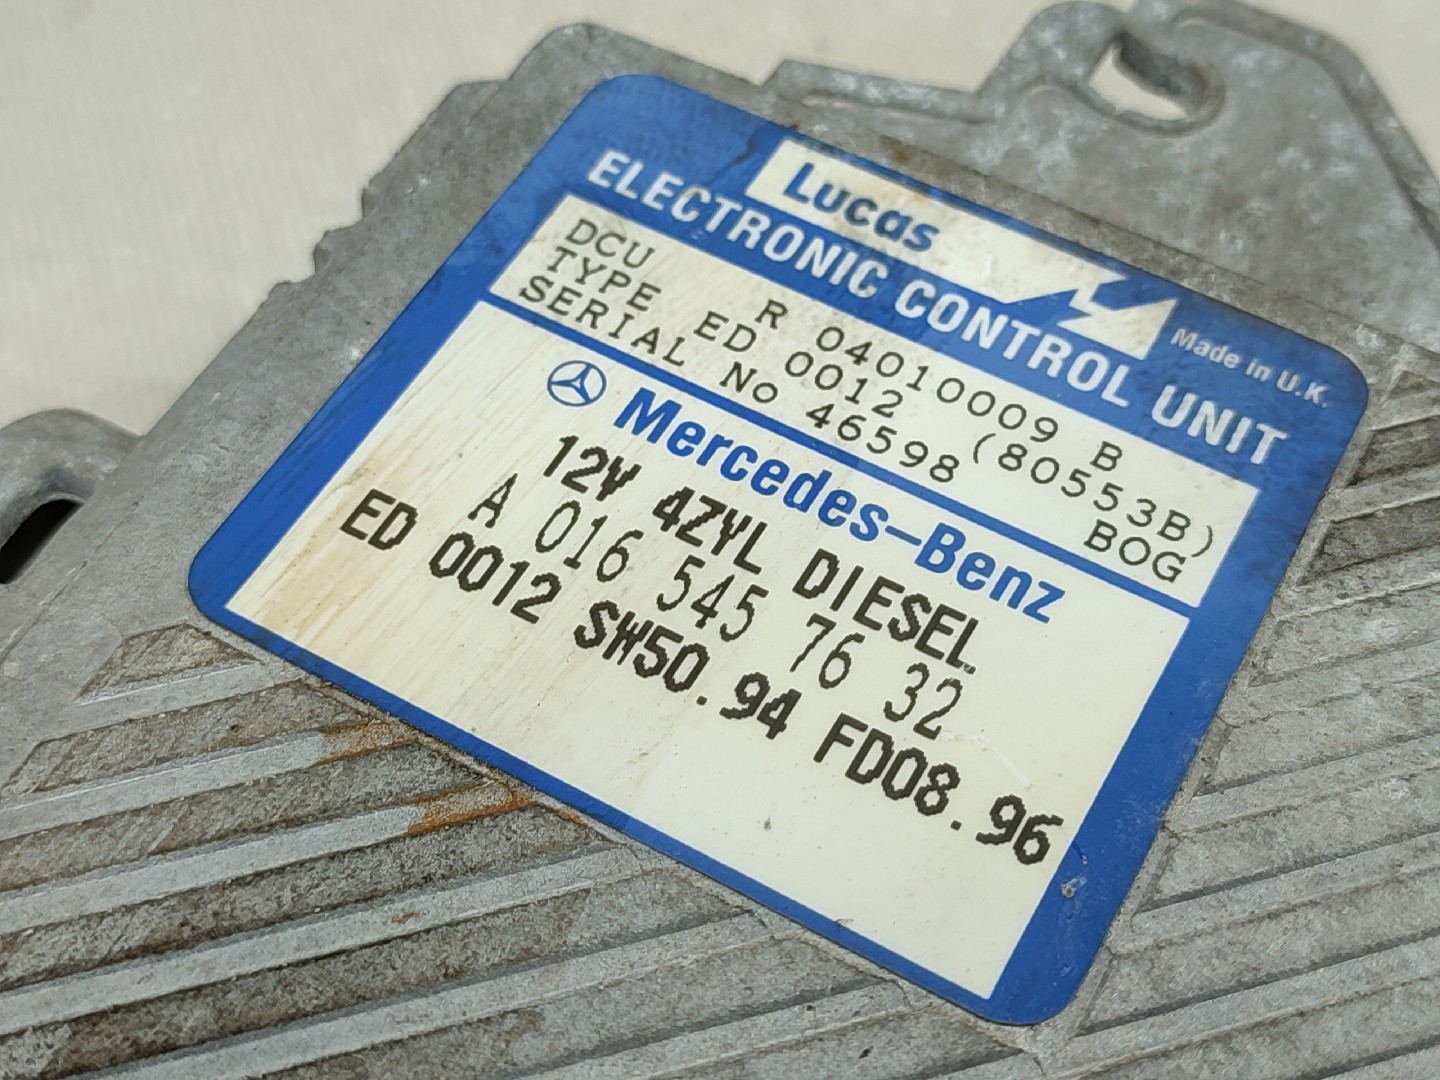 Lucas
Made in U.K.
ELECTRONIC CONTROL UNIT
DCU R 04010009 B
TYPE ED 0012 (80553B)
SERIAL No 46598 BOG
Mercedes-Benz
12V 4ZYL DIESEL
A 016 545 76 32
ED 0012 SW50.94 FD08.96